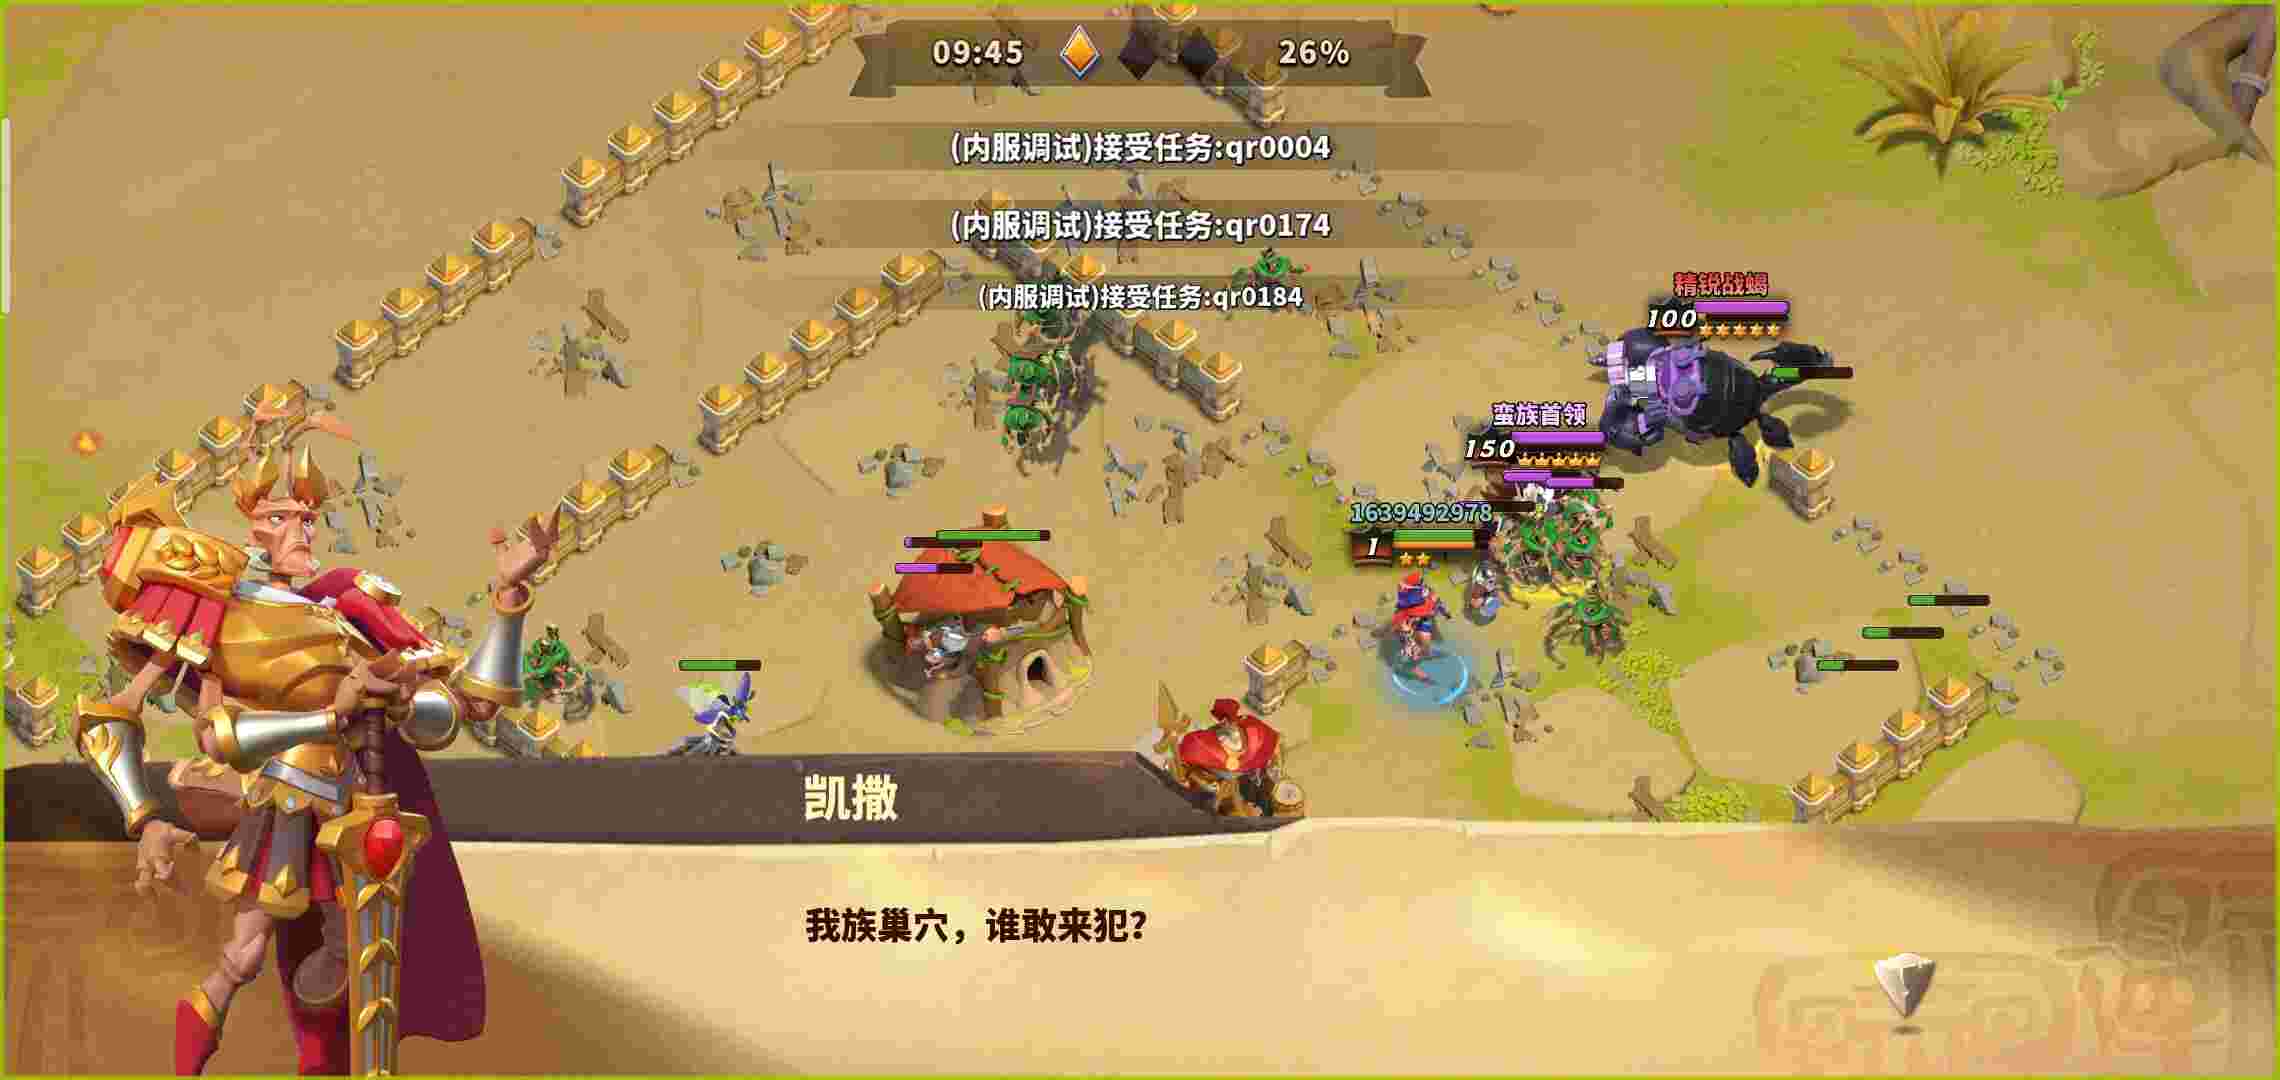 09:45
26%
(内服调试)接受任务:qr0004
(内服调试)接受任务:qr0174
(内服调试)接受任务:qr0184
精锐战蝎
100
蛮族首领
150
1639492978
1
凯撒
我族巢穴，谁敢来犯？